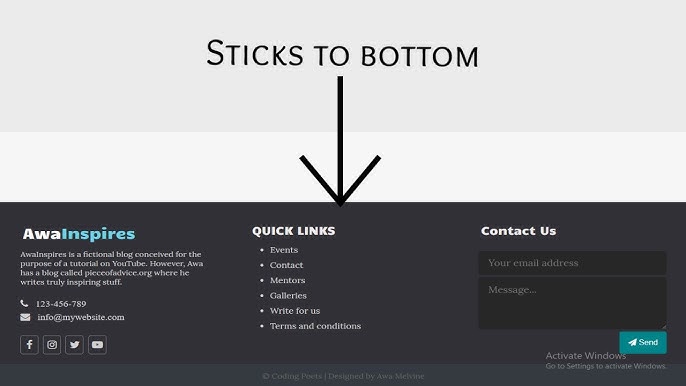 STICKS TO BOTTOM
AwaInspires
AwaInspires is a fictional blog conceived for the
purpose of a tutorial on YouTube. However, Awa
has a blog called pieceofadvice.org where he
writes truly inspiring stuff.
123-456-789
info@mywebsite.com
QUICK LINKS
Events
Contact
Mentors
Galleries
Write for us
Terms and conditions
Contact Us
Your email address
Message...
Send
Activate Windows
Go to Settings to activate Windows.
© Coding Poets | Designed by Awa Melvine